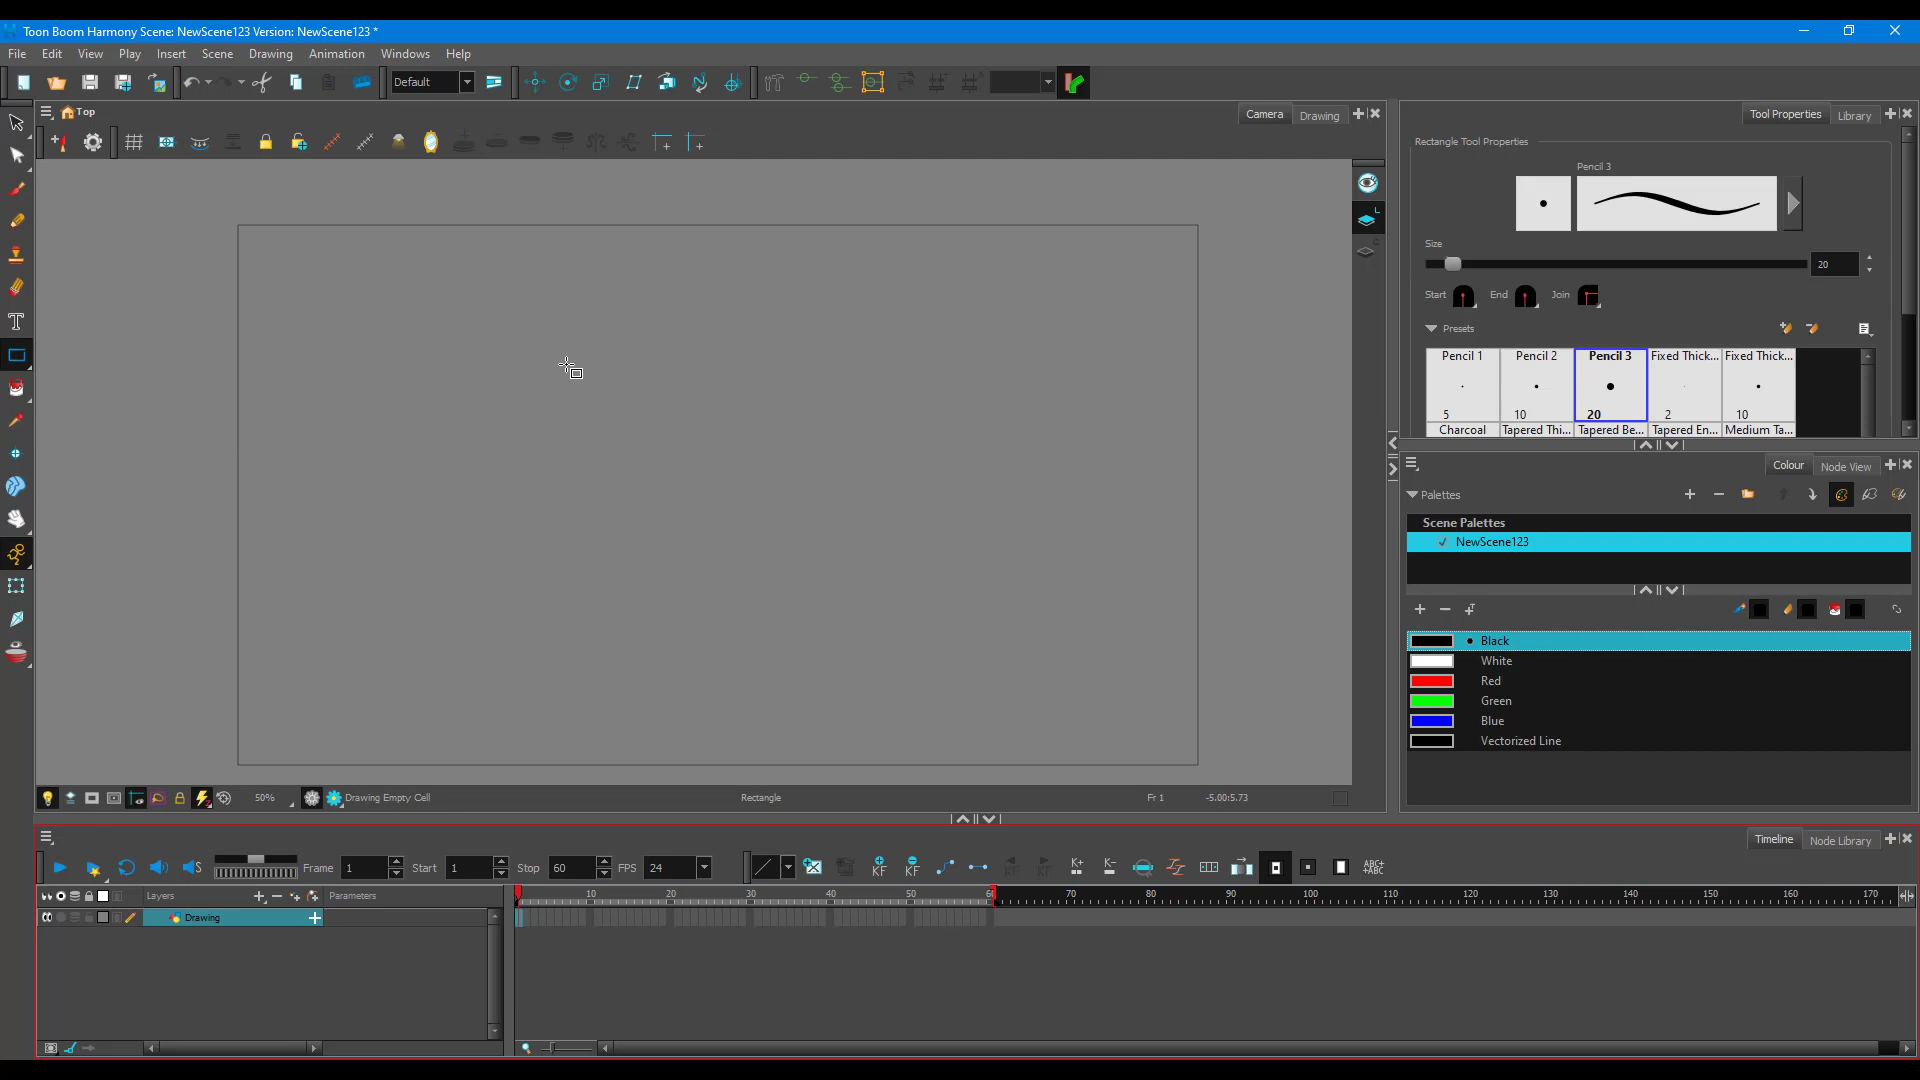 Toon Boom Harmony Scene: NewScene123 Version: NewScene123 *
File Edit View Play Insert Scene Drawing Animation Windows Help
Default
Top
Camera Drawing
Tool Properties Library
Rectangle Tool Properties
Pencil 3
Size
20
Start End Join
Presets
Pencil 1 Pencil 2 Pencil 3 Fixed Thick... Fixed Thick...
5 10 20 2 10
Charcoal Tapered Thi... Tapered Be... Tapered En... Medium Ta...
Colour Node View
Palettes
Scene Palettes
NewScene123
Black
White
Red
Green
Blue
Vectorized Line
50% Drawing Empty Cell Rectangle Fr 1 -5.00:5.73
Timeline Node Library
Frame 1 Start 1 Stop 60 FPS 24
KF KF K+ K- ABC+ ABC-
Layers Parameters
10 20 30 40 50 60 70 80 90 100 110 120 130 140 150 160 170
Drawing